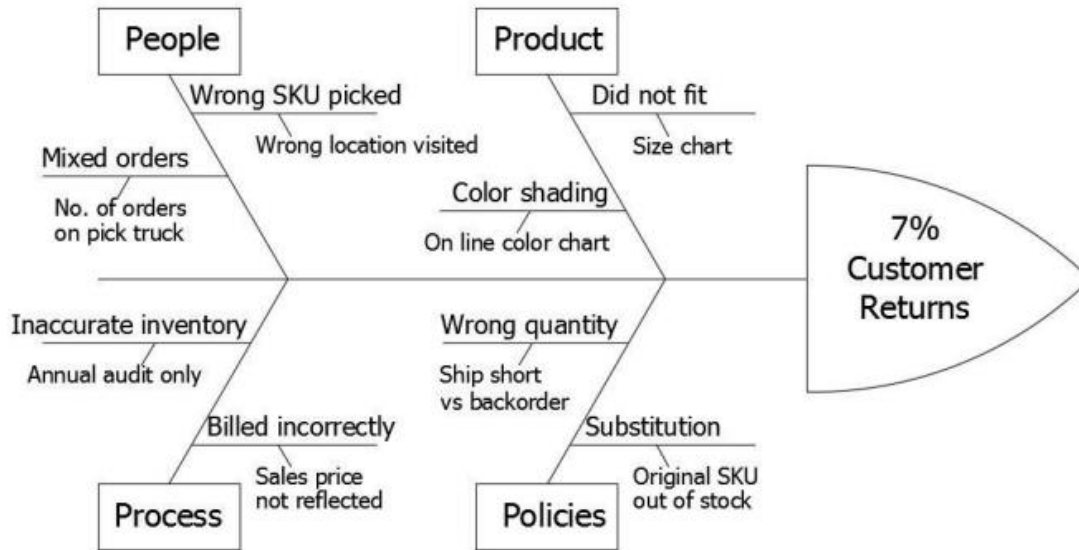 People
Product
Wrong SKU picked
Did not fit
Wrong location visited
Size chart
Mixed orders
No. of orders
on pick truck
Color shading
On line color chart
7%
Customer
Returns
Inaccurate inventory
Annual audit only
Wrong quantity
Ship short
vs backorder
Billed incorrectly
Sales price
not reflected
Substitution
Original SKU
out of stock
Process
Policies